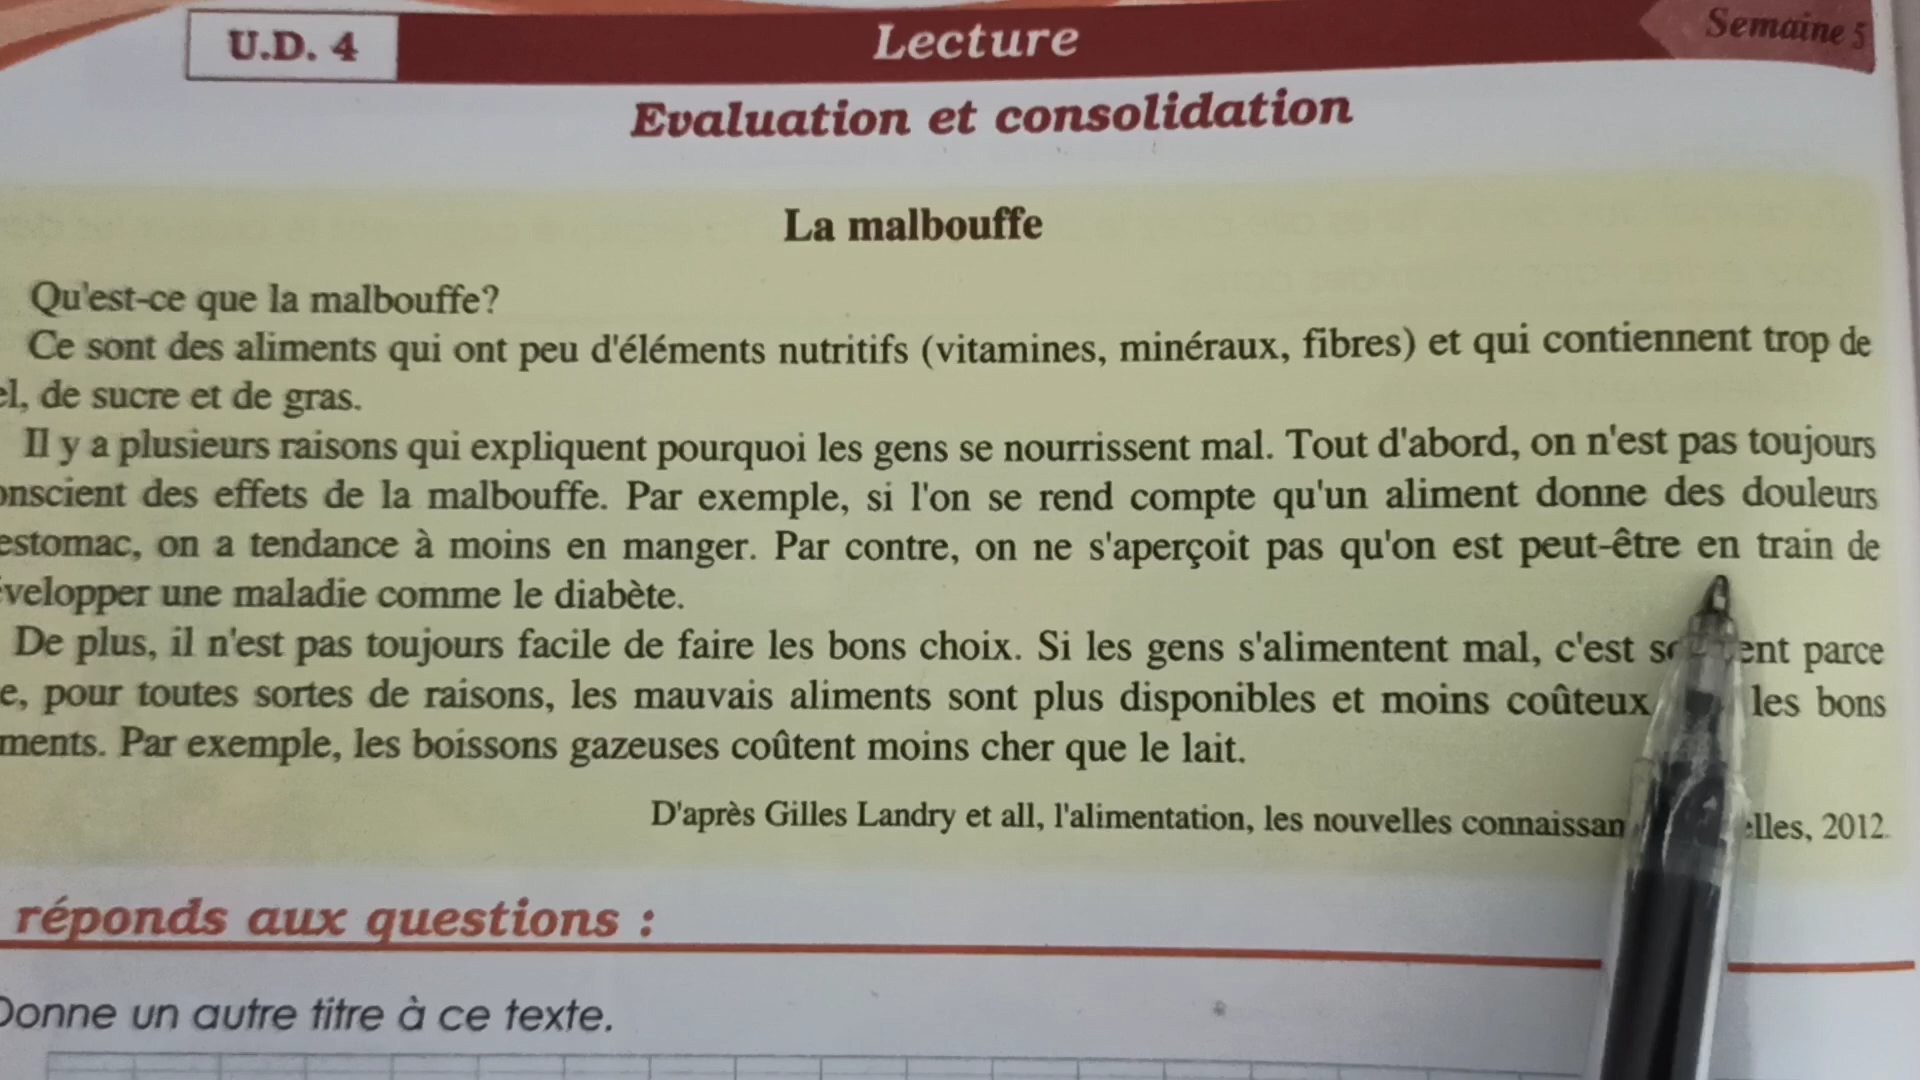 U.D. 4
Lecture
Semaine 5
Evaluation et consolidation
La malbouffe
Qu'est-ce que la malbouffe?
Ce sont des aliments qui ont peu d'éléments nutritifs (vitamines, minéraux, fibres) et qui contiennent trop de
el, de sucre et de gras.
Il y a plusieurs raisons qui expliquent pourquoi les gens se nourrissent mal. Tout d'abord, on n'est pas toujours
onscient des effets de la malbouffe. Par exemple, si l'on se rend compte qu'un aliment donne des douleurs
estomac, on a tendance à moins en manger. Par contre, on ne s'aperçoit pas qu'on est peut-être en train de
velopper une maladie comme le diabète.
De plus, il n'est pas toujours facile de faire les bons choix. Si les gens s'alimentent mal, c'est parce
e, pour toutes sortes de raisons, les mauvais aliments sont plus disponibles et moins coûteux les bons
ments. Par exemple, les boissons gazeuses coûtent moins cher que le lait.
D'après Gilles Landry et all, l'alimentation, les nouvelles connaissan elles, 2012.
réponds aux questions :
Donne un autre titre à ce texte.